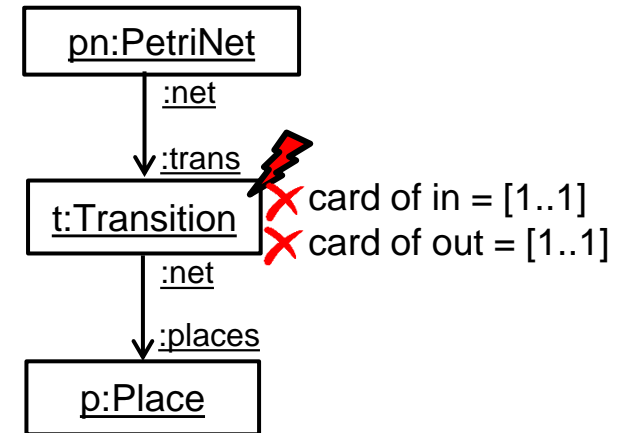 pn:PetriNet
:net
:trans
t:Transition
card of in = [1..1]
card of out = [1..1]
:net
:places
p:Place